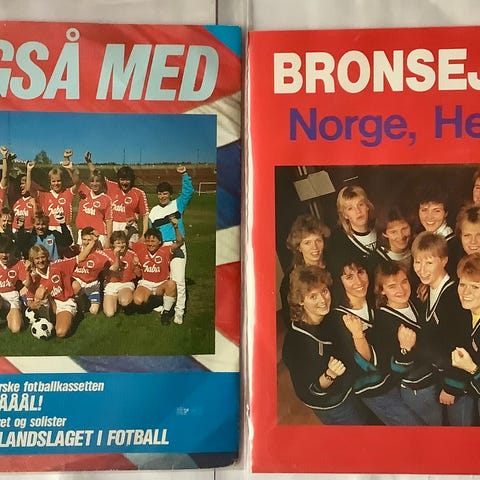 GSÅ MED
rske fotballkassetten
ÅÅÅL!
et og solister
LANDSLAGET I FOTBALL
BRONSEJ
Norge, He